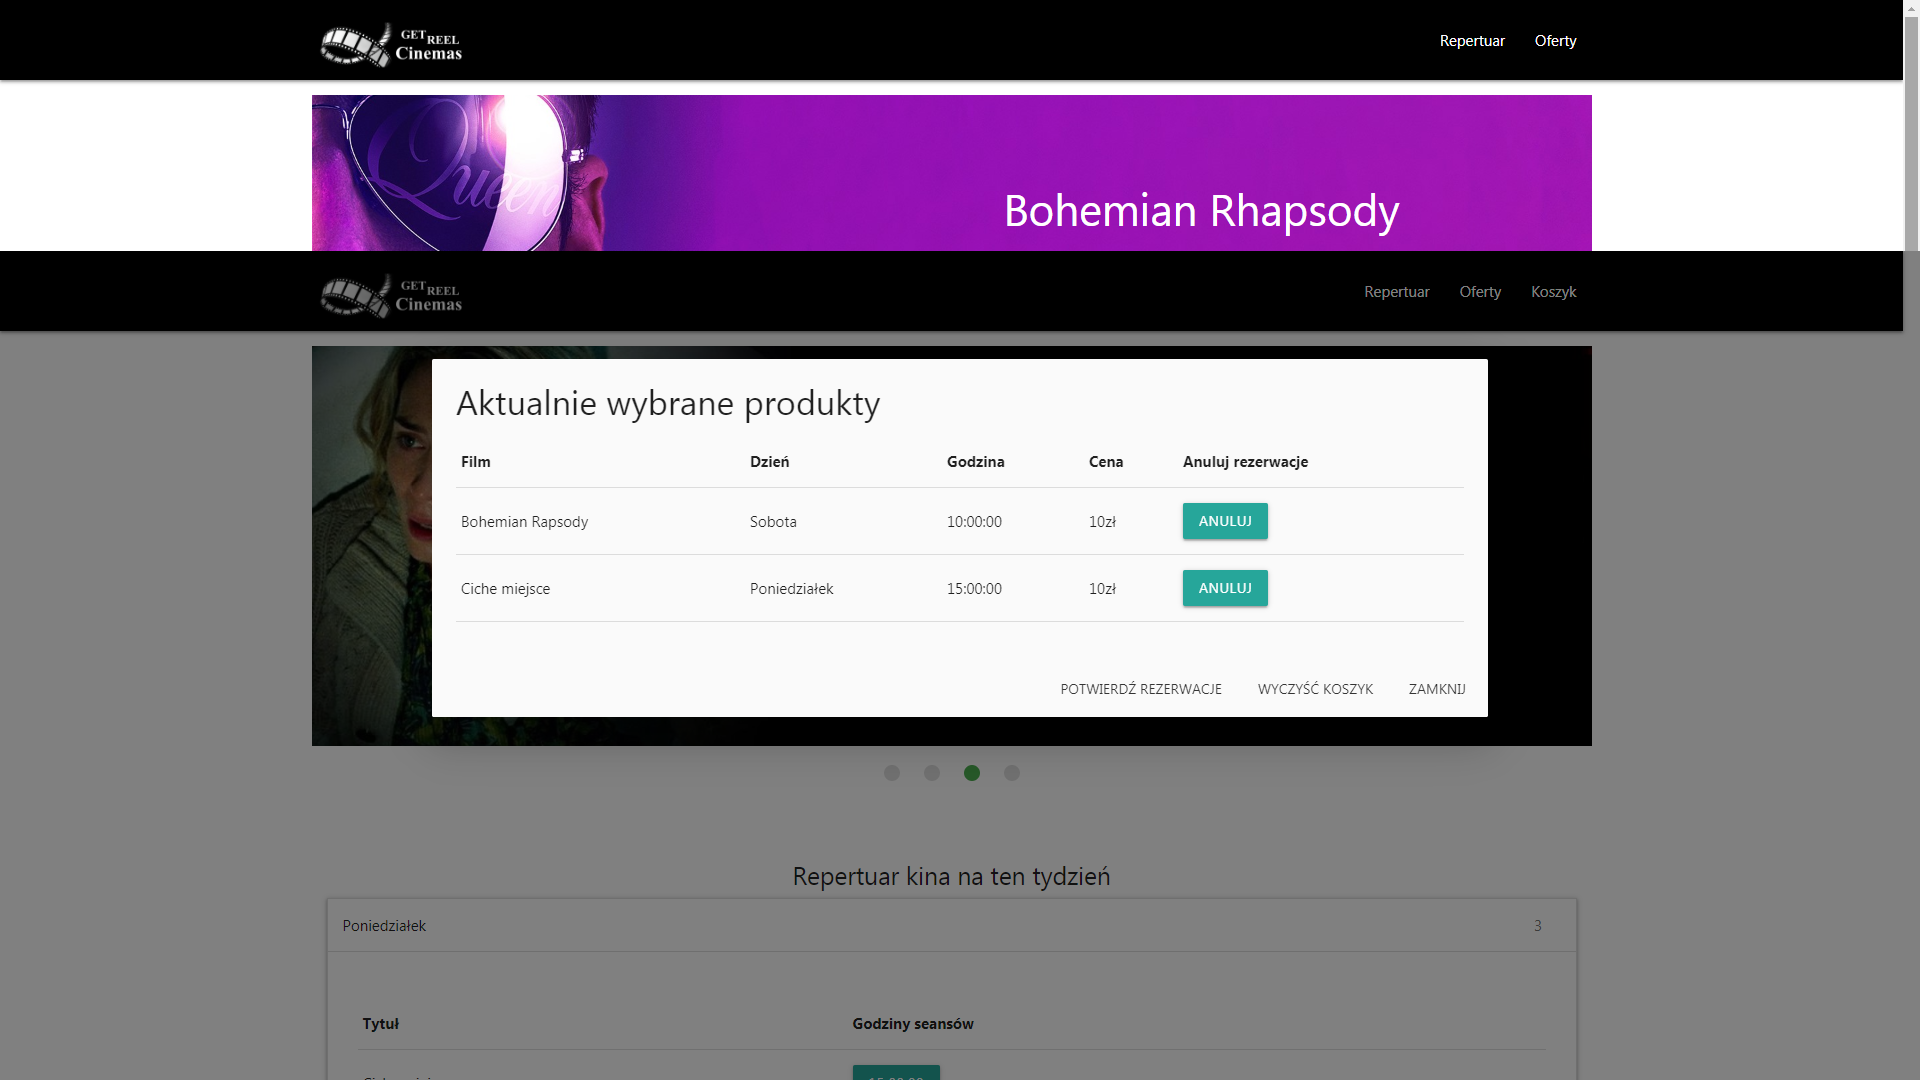 GET REEL
Cinemas
Repertuar
Oferty
Queen
Bohemian Rhapsody
GET REEL
Cinemas
Repertuar
Oferty
Koszyk
Aktualnie wybrane produkty
Film Dzień Godzina Cena Anuluj rezerwacje
Bohemian Rapsody Sobota 10:00:00 10zł ANULUJ
Ciche miejsce Poniedziałek 15:00:00 10zł ANULUJ
POTWIERDŹ REZERWACJE WYCZYŚĆ KOSZYK ZAMKNIJ
Repertuar kina na ten tydzień
Poniedziałek 3
Tytuł Godziny seansów